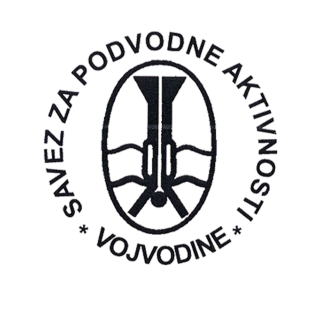 SAVEZ ZA PODVODNE AKTIVNOSTI
* VOJVODINE *